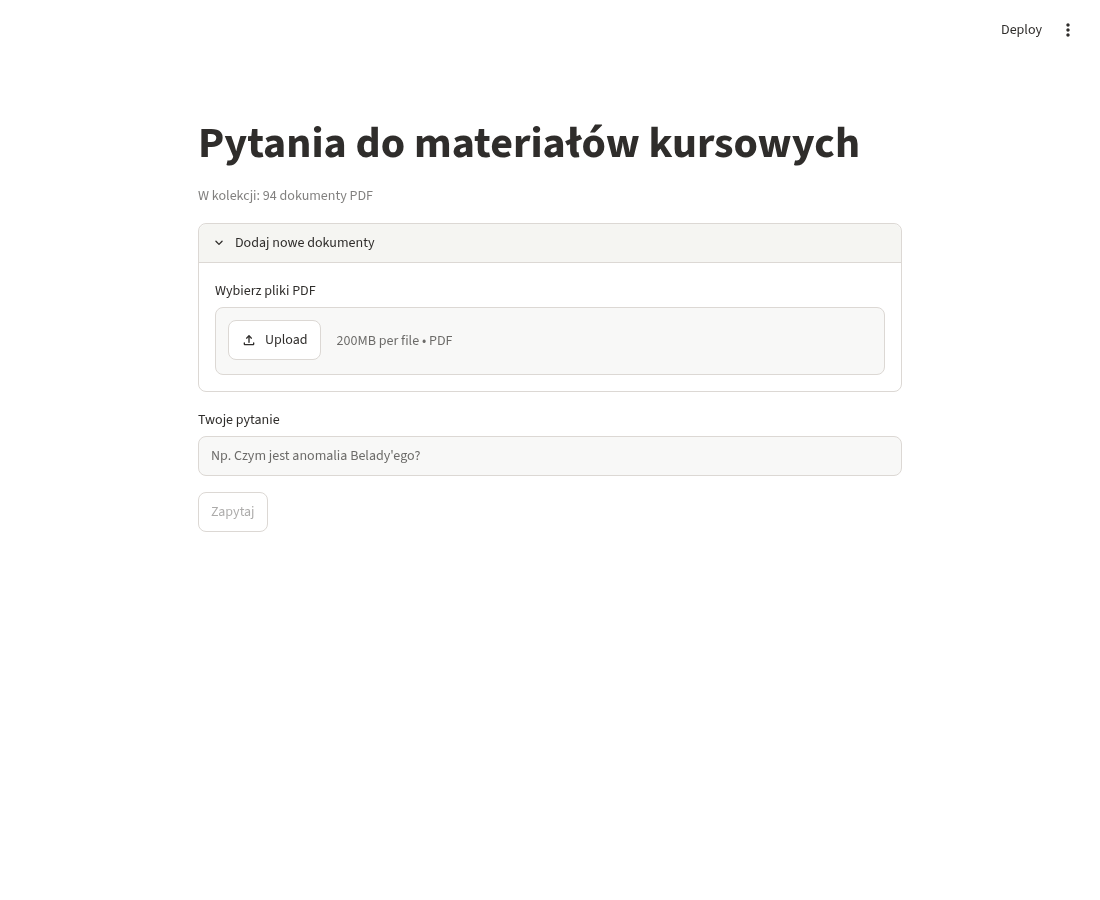 Deploy
Pytania do materiałów kursowych
W kolekcji: 94 dokumenty PDF
Dodaj nowe dokumenty
Wybierz pliki PDF
Upload
200MB per file • PDF
Twoje pytanie
Np. Czym jest anomalia Belady'ego?
Zapytaj